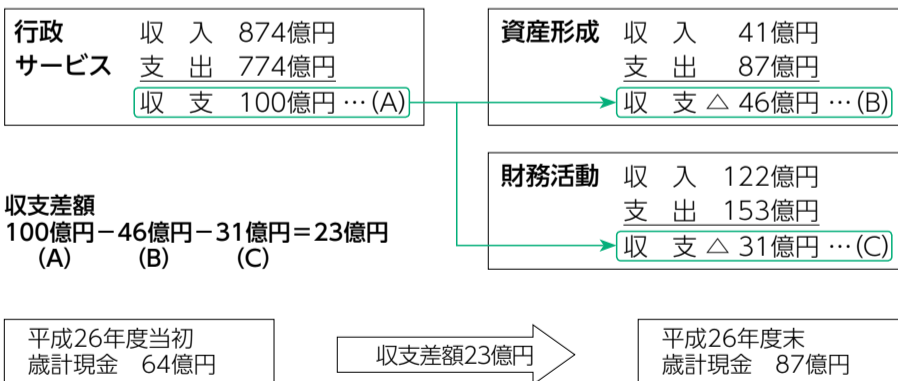 行政 収 入 874億円
サービス 支 出 774億円
収 支 100億円 … (A)
資産形成 収 入 41億円
支 出 87億円
収 支 △ 46億円 … (B)
財務活動 収 入 122億円
支 出 153億円
収 支 △ 31億円 … (C)
収支差額
100億円－46億円－31億円＝23億円
(A) (B) (C)
平成26年度当初
歳計現金 64億円
収支差額23億円
平成26年度末
歳計現金 87億円